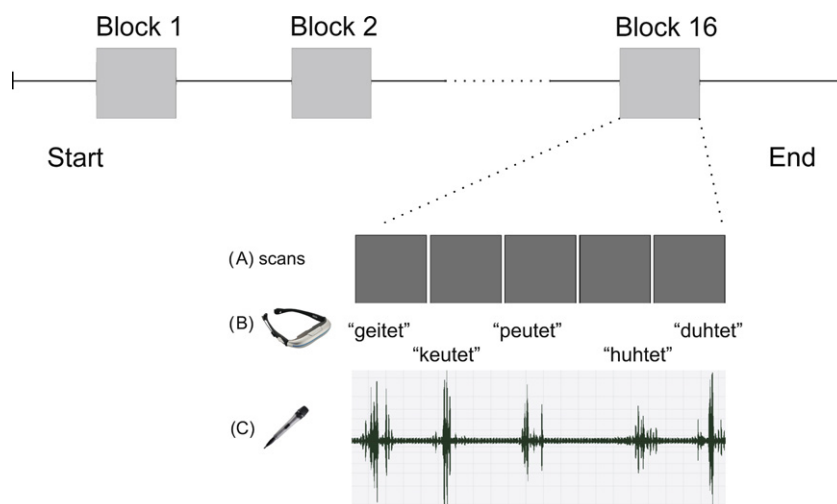 Block 1 Block 2 Block 16
Start End
(A) scans
(B) “geitet” “peutet” “duhtet”
“keutet” “huhtet”
(C)